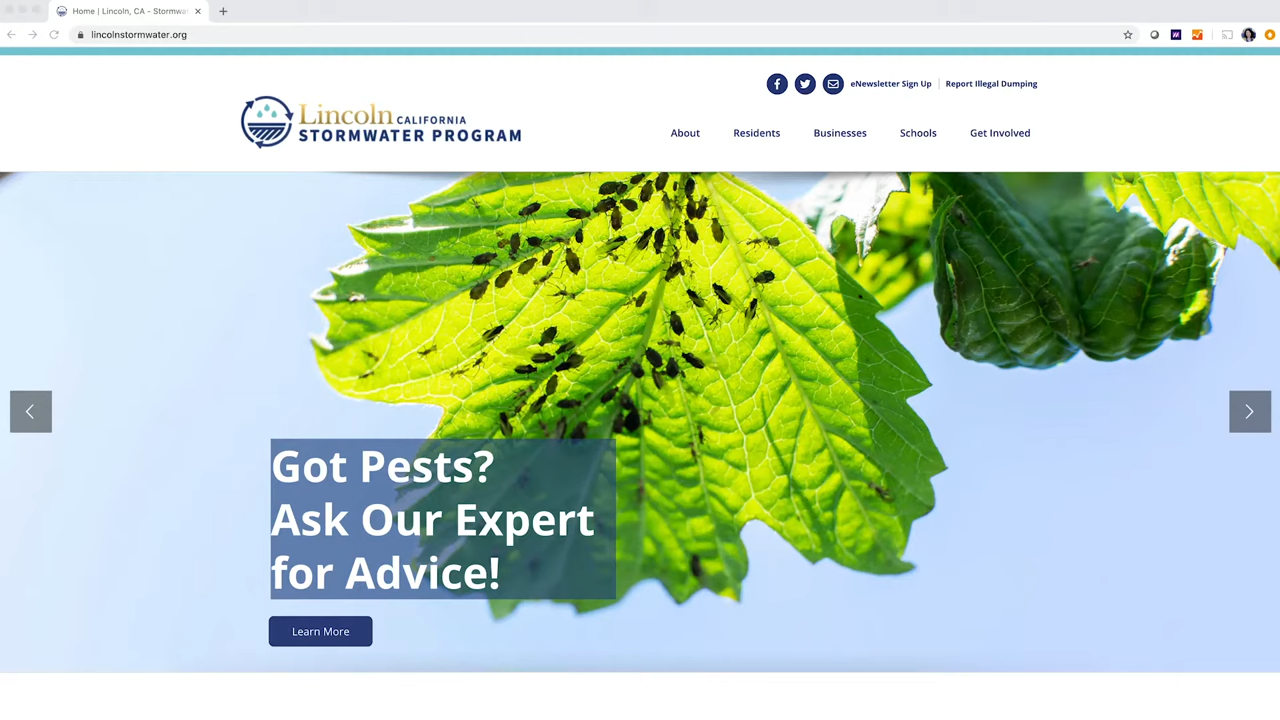 Home | Lincoln, CA - Stormwa
lincolnstormwater.org
eNewsletter Sign Up
Report Illegal Dumping
Lincoln CALIFORNIA
STORMWATER PROGRAM
About
Residents
Businesses
Schools
Get Involved
Got Pests?
Ask Our Expert
for Advice!
Learn More